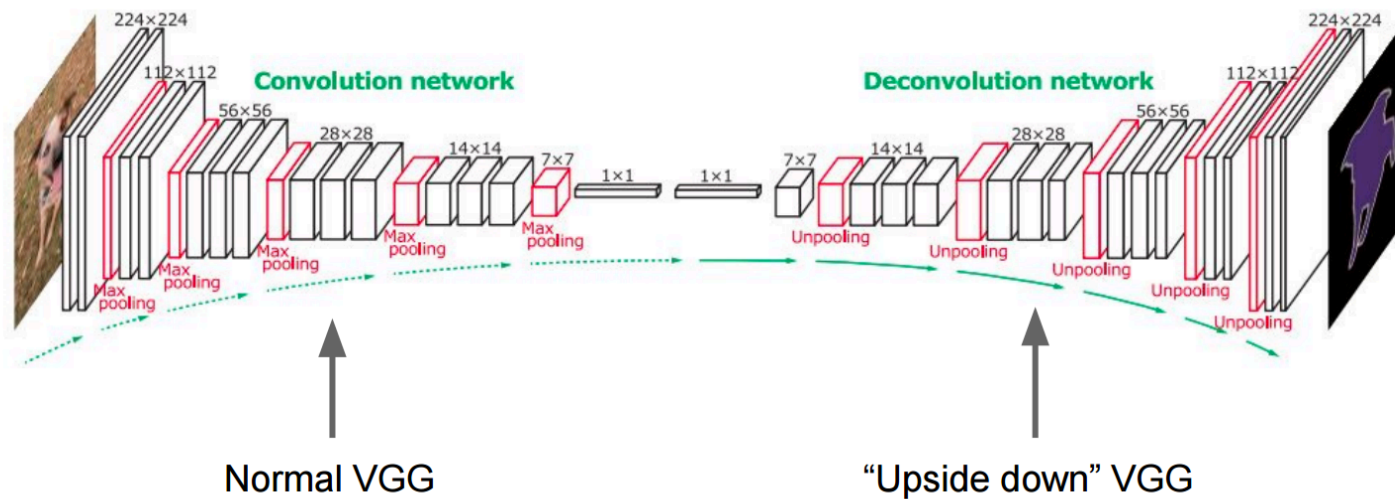 224×224
112×112
Convolution network
56×56
28×28
14×14
7×7
1×1
1×1
7×7
14×14
28×28
Deconvolution network
56×56
112×112
224×224
Max
pooling
Max
pooling
Max
pooling
Max
pooling
Max
pooling
Unpooling
Unpooling
Unpooling
Unpooling
Unpooling
Normal VGG
“Upside down” VGG